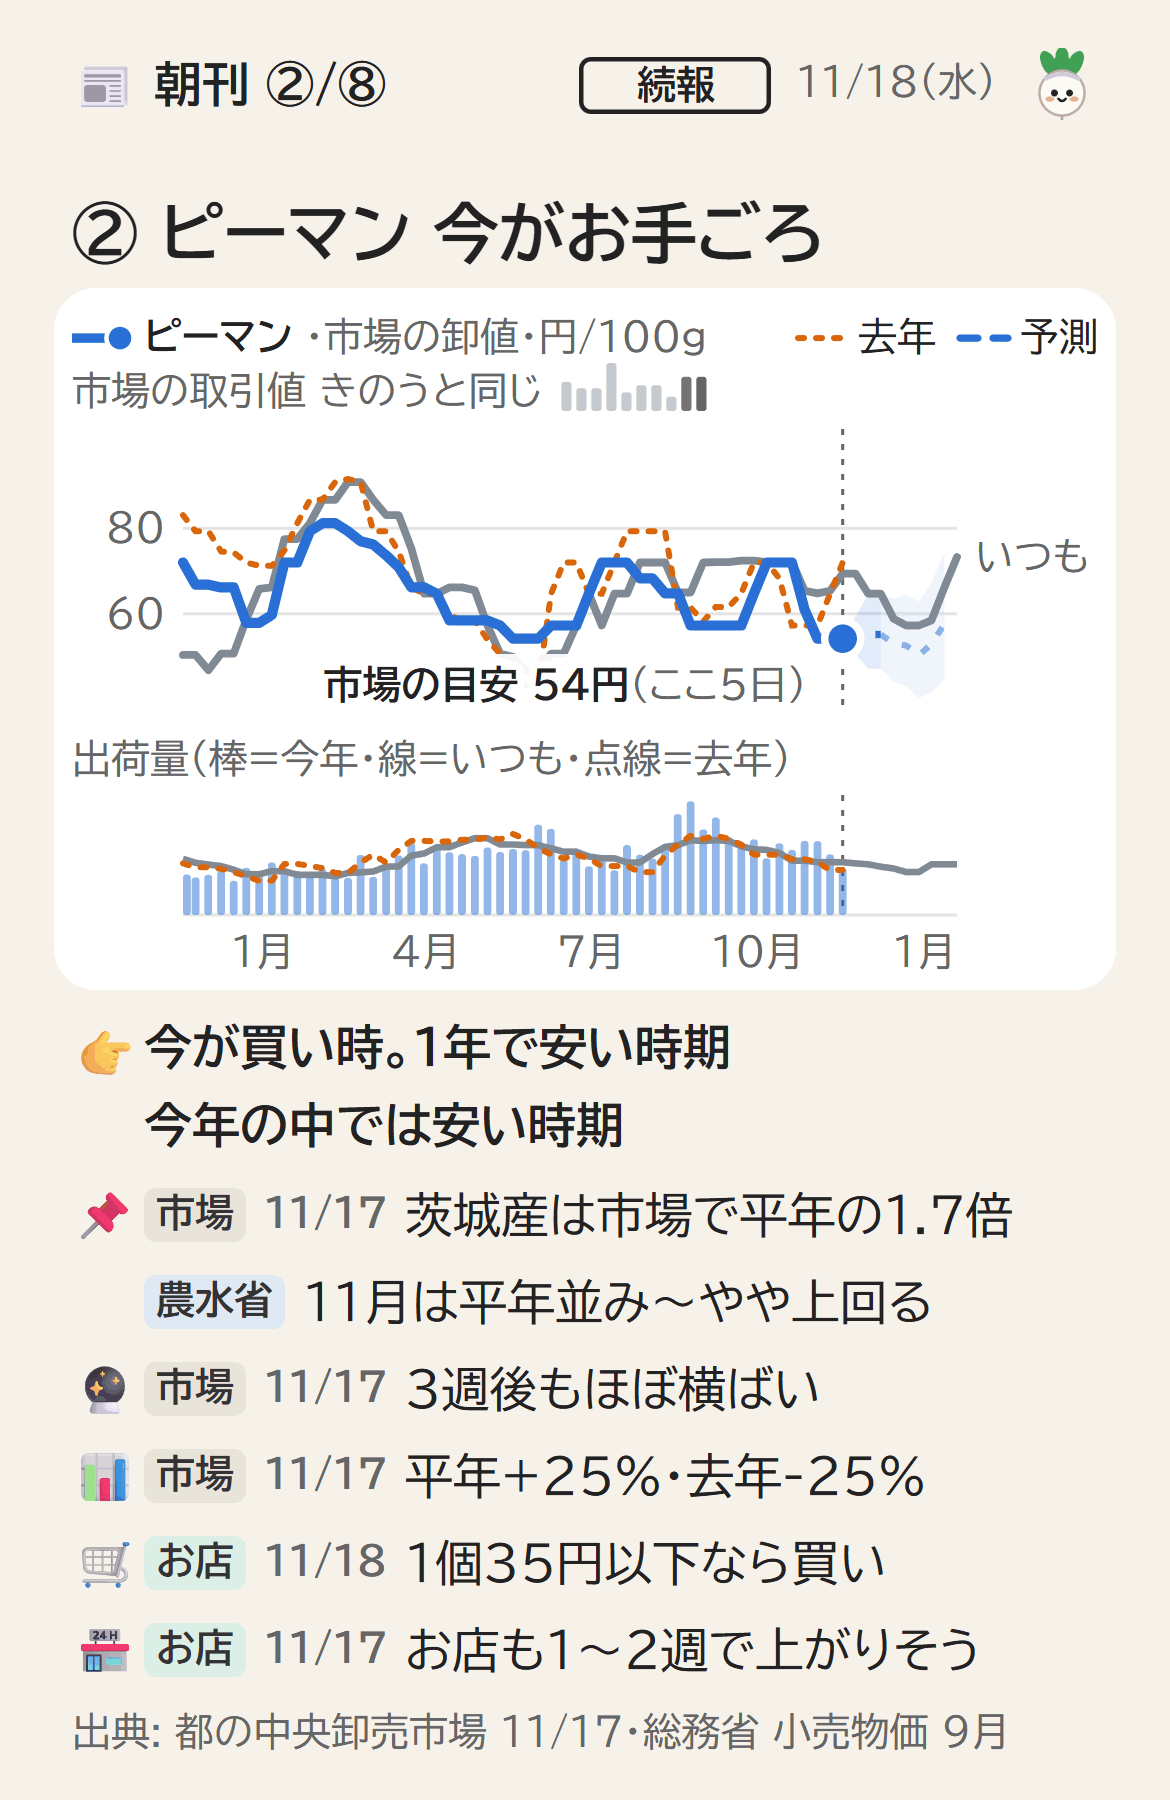 朝刊 ②/⑧ 続報 11/18(水)
② ピーマン 今がお手ごろ
ピーマン ・市場の卸値・円/100g 去年 予測
市場の取引値 きのうと同じ
80
60
いつも
市場の目安 54円(ここ5日)
出荷量(棒=今年・線=いつも・点線=去年)
1月 4月 7月 10月 1月
今が買い時。1年で安い時期
今年の中では安い時期
市場 11/17 茨城産は市場で平年の1.7倍
農水省 11月は平年並み～やや上回る
市場 11/17 3週後もほぼ横ばい
市場 11/17 平年+25%・去年-25%
お店 11/18 1個35円以下なら買い
24H お店 11/17 お店も1～2週で上がりそう
出典: 都の中央卸売市場 11/17・総務省 小売物価 9月